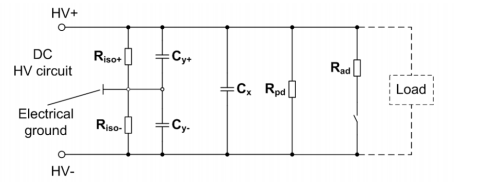 HV+
DC
HV circuit
Riso+
Cy+
Cx
Rpd
Rad
Load
Electrical
ground
Riso-
Cy-
HV-